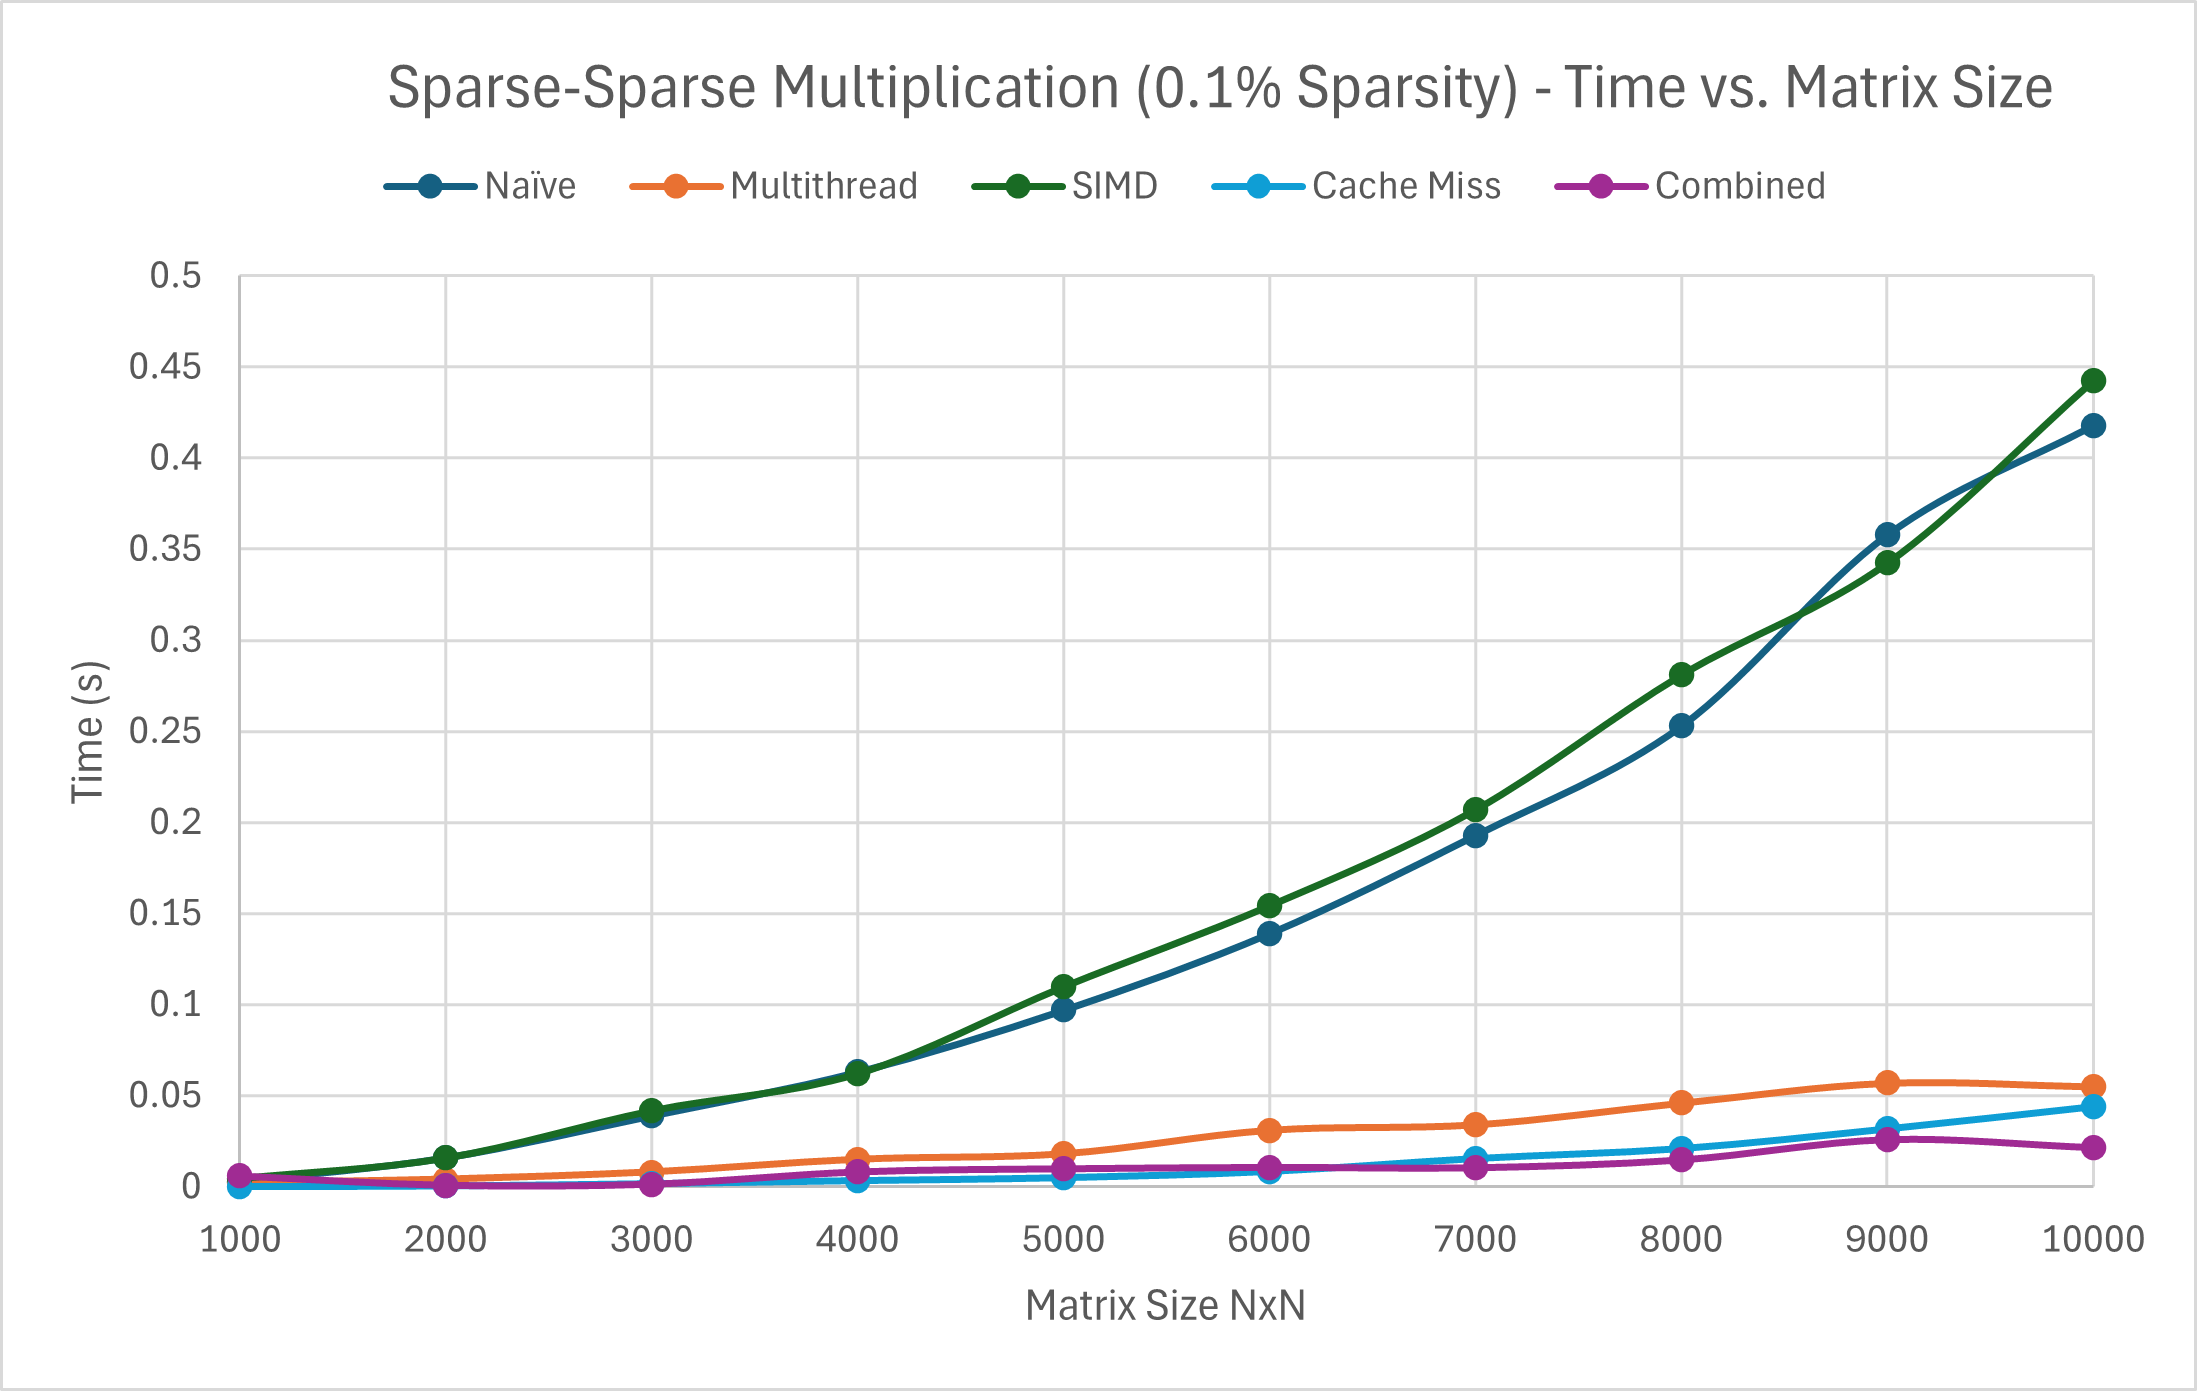 Sparse-Sparse Multiplication (0.1% Sparsity) - Time vs. Matrix Size
Naïve Multithread SIMD Cache Miss Combined
0.5
0.45
0.4
0.35
0.3
0.25
0.2
0.15
0.1
0.05
0
Time (s)
1000 2000 3000 4000 5000 6000 7000 8000 9000 10000
Matrix Size NxN